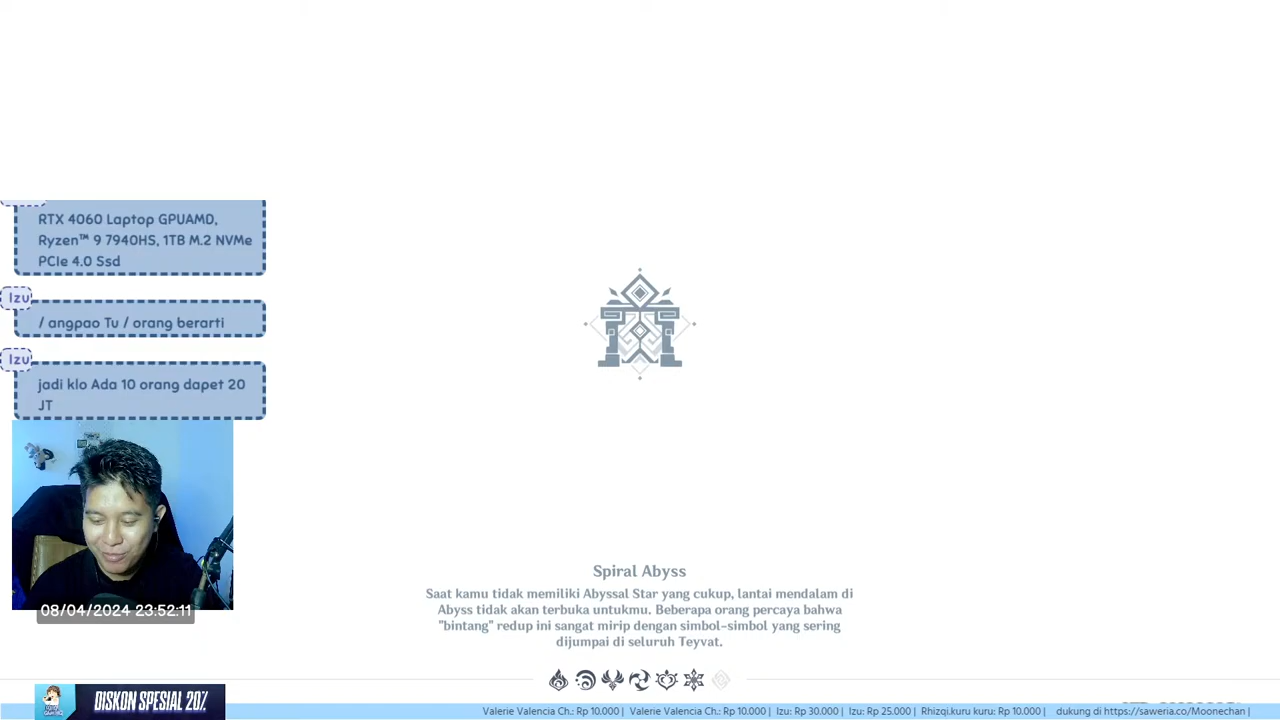 RTX 4060 Laptop GPUAMD,
Ryzen™ 9 7940HS, 1TB M.2 NVMe
PCIe 4.0 Ssd
Izu
/ angpao Tu / orang berarti
Izu
jadi klo Ada 10 orang dapet 20
JT
08/04/2024 23:52:11
Spiral Abyss
Saat kamu tidak memiliki Abyssal Star yang cukup, lantai mendalam di
Abyss tidak akan terbuka untukmu. Beberapa orang percaya bahwa
"bintang" redup ini sangat mirip dengan simbol-simbol yang sering
dijumpai di seluruh Teyvat.
DISKON SPESIAL 20%
Valerie Valencia Ch.: Rp 10.000 | Valerie Valencia Ch.: Rp 10.000 | Izu: Rp 30.000 | Izu: Rp 25.000 | Rhizqi.kuru kuru: Rp 10.000 | dukung di https://saweria.co/Moonechan |